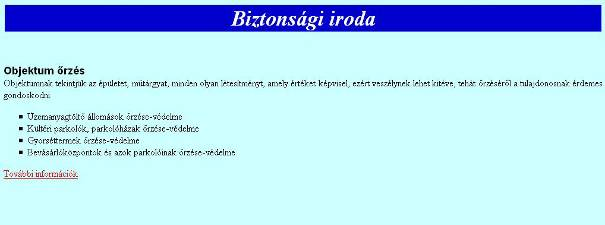 Biztonsági iroda
Objektum őrzés
Objektumnak tekintjük az épületet, műtárgyat, minden olyan létesítményt, amely értéket képvisel, ezért veszélynek lehet kitéve, tehát őrzéséről a tulajdonosnak érdemes
gondoskodni.
Üzemanyagtöltő állomások őrzése-védelme
Kültéri parkolók, parkolóházak őrzése-védelme
Gyorséttermek őrzése-védelme
Bevásárlóközpontok és azok parkolóinak őrzése-védelme
További információk